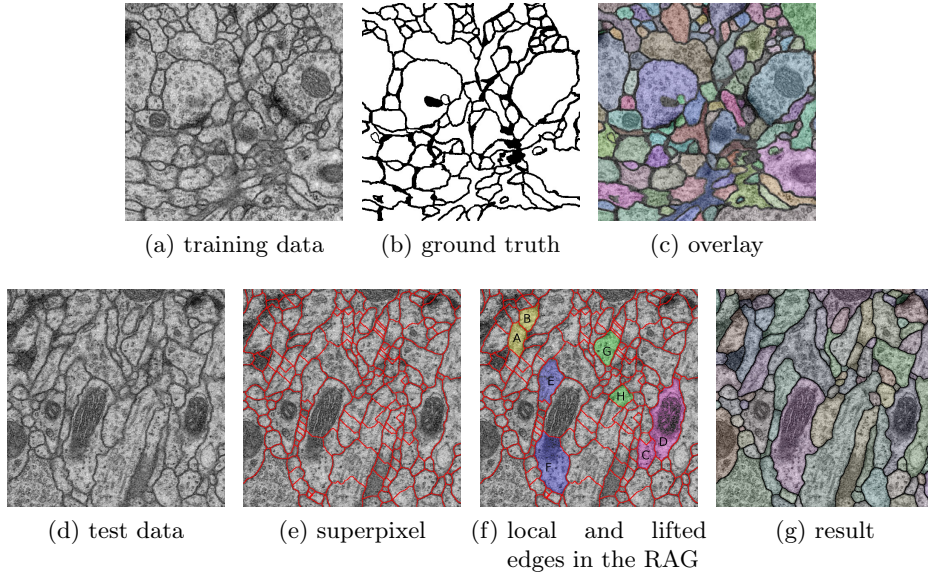 (a) training data
(b) ground truth
(c) overlay
B
A
G
E
H
D
C
F
(d) test data
(e) superpixel
(f) local and lifted
edges in the RAG
(g) result